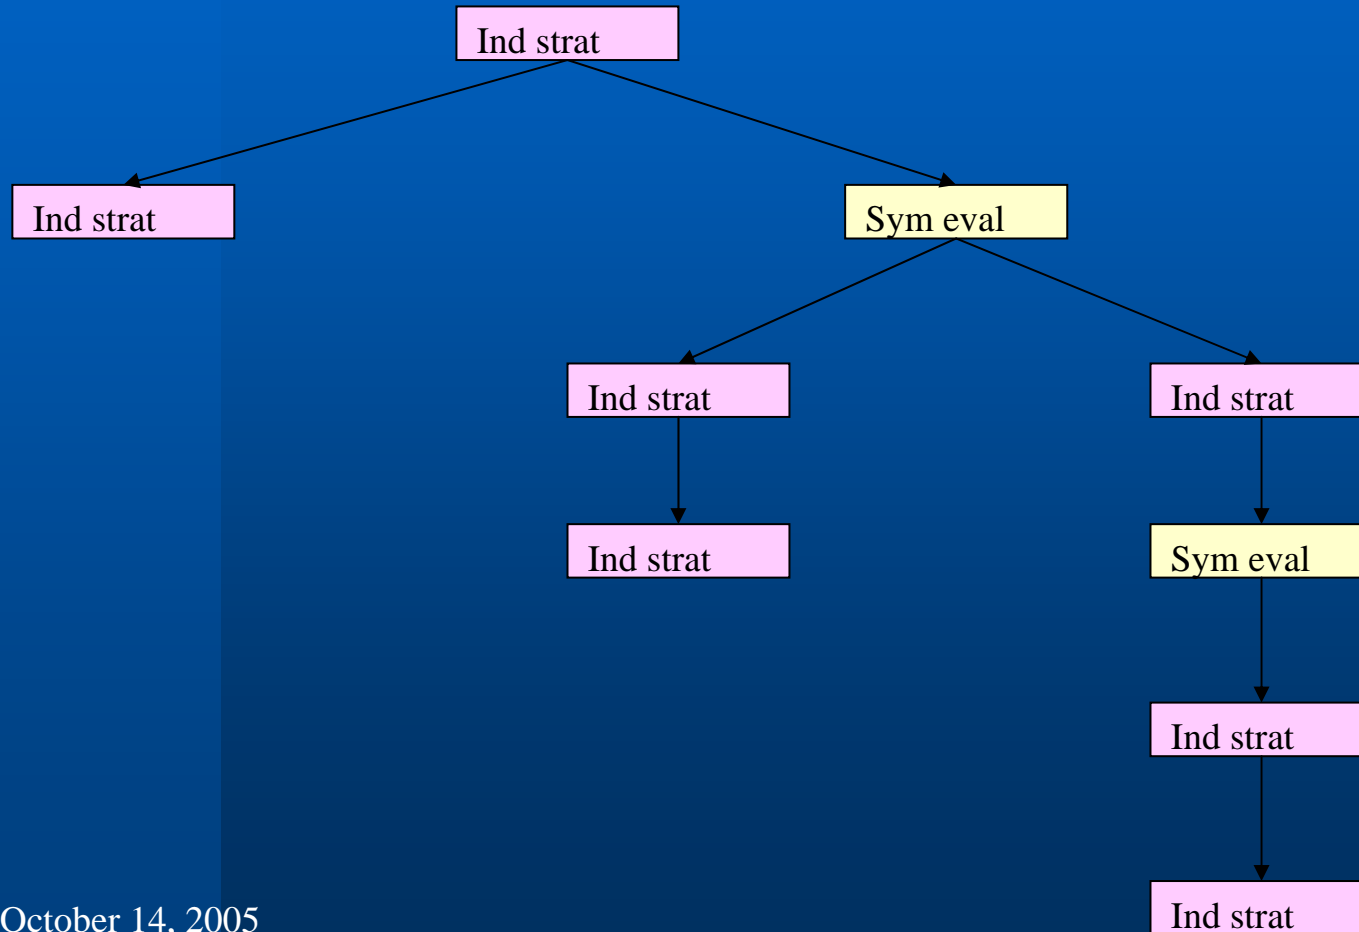 Ind strat
Ind strat
Sym eval
Ind strat
Ind strat
Ind strat
Sym eval
Ind strat
Ind strat
October 14, 2005